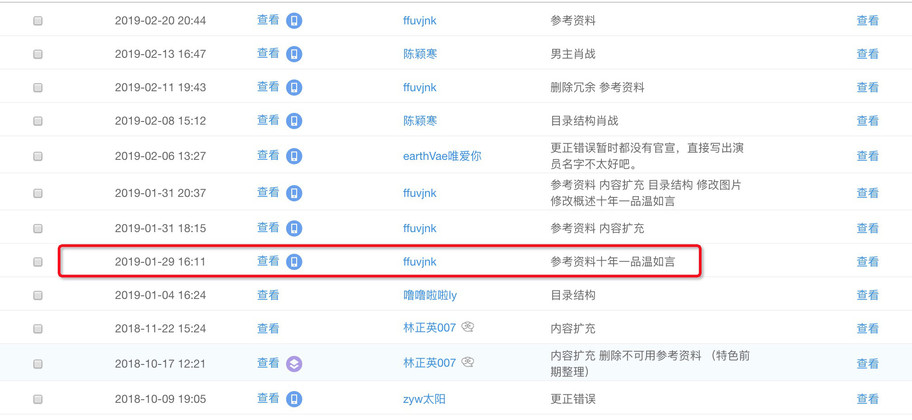 2019-02-20 20:44 查看 ffuvjnk 参考资料 查看
2019-02-13 16:47 查看 陈颖寒 男主肖战 查看
2019-02-11 19:43 查看 ffuvjnk 删除冗余 参考资料 查看
2019-02-08 15:12 查看 陈颖寒 目录结构肖战 查看
2019-02-06 13:27 查看 earthVae唯爱你 更正错误暂时都没有官宣，直接写出演
员名字不太好吧。 查看
2019-01-31 20:37 查看 ffuvjnk 参考资料 内容扩充 目录结构 修改图片
修改概述十年一品温如言 查看
2019-01-31 18:15 查看 ffuvjnk 参考资料 内容扩充 查看
2019-01-29 16:11 查看 ffuvjnk 参考资料十年一品温如言 查看
2019-01-04 16:24 查看 噜噜啦啦ly 目录结构 查看
2018-11-22 15:24 查看 林正英007 内容扩充 查看
2018-10-17 12:21 查看 林正英007 内容扩充 删除不可用参考资料 （特色前
期整理） 查看
2018-10-09 19:05 查看 zyw太阳 更正错误 查看